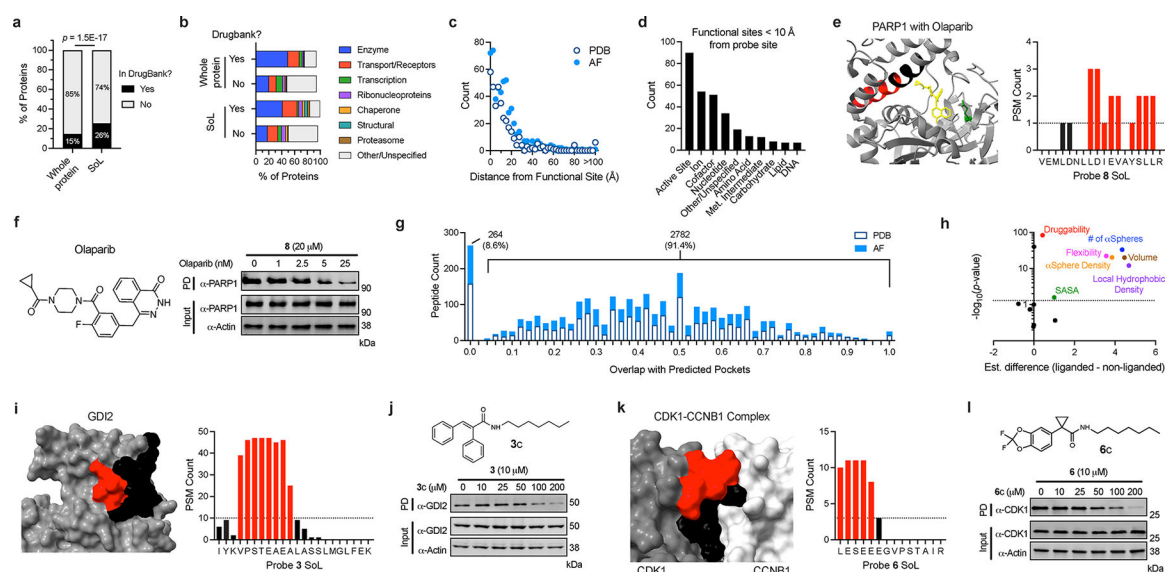 a
p = 1.5E-17
% of Proteins
100
80
60
40
20
0
85%
15%
74%
26%
Whole protein
SoL
In DrugBank?
Yes
No
b
Drugbank?
Whole protein
Yes
No
SoL
Yes
No
0 20 40 60 80 100
% of Proteins
Enzyme
Transport/Receptors
Transcription
Ribonucleoproteins
Chaperone
Structural
Proteasome
Other/Unspecified
c
Count
80
60
40
20
0
PDB
AF
0 20 40 60 80 >100
Distance from Functional Site (Å)
d
Functional sites < 10 Å
from probe site
Count
100
80
60
40
20
0
Active Site
Ion
Cofactor
Nucleotide
Other/Unspecified
Amino Acid
Met. Intermediate
Carbohydrate
Lipid
DNA
e
PARP1 with Olaparib
PSM Count
4
3
2
1
0
VEMLDNLLDIEVAYSLLR
Probe 8 SoL
f
Olaparib
8 (20 μM)
Olaparib (nM)
0 1 2.5 5 25
PD
α-PARP1
90
Input
α-PARP1
90
α-Actin
38
kDa
g
Peptide Count
300
200
100
0
264
(8.6%)
2782
(91.4%)
PDB
AF
0.0 0.1 0.2 0.3 0.4 0.5 0.6 0.7 0.8 0.9 1.0
Overlap with Predicted Pockets
h
-log10(p-value)
100
10
1
Druggability
# of αSpheres
Flexibility
Volume
αSphere Density
Local Hydrophobic
Density
SASA
-2 0 2 4 6
Est. difference (liganded - non-liganded)
i
GDI2
PSM Count
50
40
30
20
10
0
IYKVPSTEAEALASSLMGLFEK
Probe 3 SoL
j
3c
3 (10 μM)
3c (μM)
0 10 25 50 100 200
PD
α-GDI2
50
Input
α-GDI2
50
α-Actin
38
kDa
k
CDK1-CCNB1 Complex
CDK1
CCNB1
PSM Count
15
10
5
0
LESEEEGVPSTAIR
Probe 6 SoL
l
6c
6 (10 μM)
6c (μM)
0 10 25 50 100 200
PD
α-CDK1
25
Input
α-CDK1
25
α-Actin
38
kDa